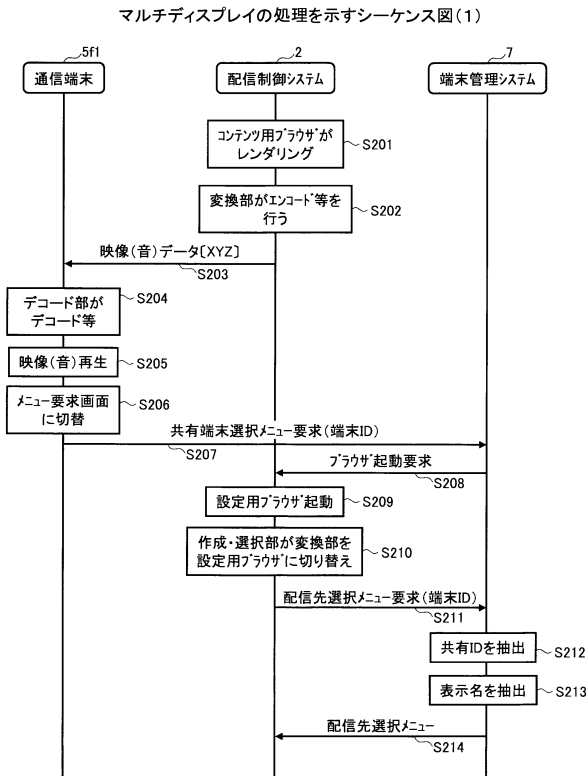 マルチディスプレイの処理を示すシーケンス図(1)
5f1
2
7
通信端末
配信制御システム
端末管理システム
コンテンツ用ブラウザが
レンダリング
S201
変換部がエンコード等を
行う
S202
映像(音)データ[XYZ]
S203
デコード部が
デコード等
S204
映像(音)再生
S205
メニュー要求画面
に切替
S206
共有端末選択メニュー要求(端末ID)
S207
ブラウザ起動要求
S208
設定用ブラウザ起動
S209
作成・選択部が変換部を
設定用ブラウザに切り替え
S210
配信先選択メニュー要求(端末ID)
S211
共有IDを抽出
S212
表示名を抽出
S213
配信先選択メニュー
S214